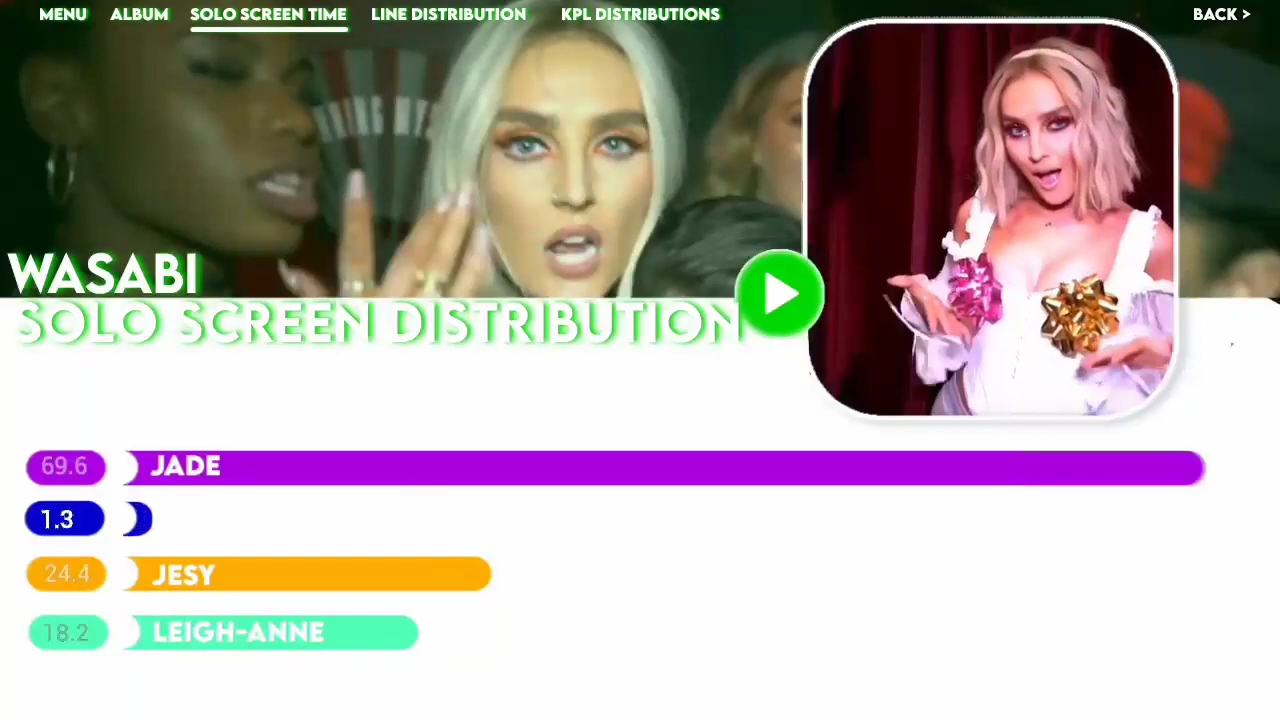 MENU ALBUM SOLO SCREEN TIME LINE DISTRIBUTION KPL DISTRIBUTIONS BACK >
WASABI
SOLO SCREEN DISTRIBUTION
69.6 JADE
1.3
24.4 JESY
18.2 LEIGH-ANNE